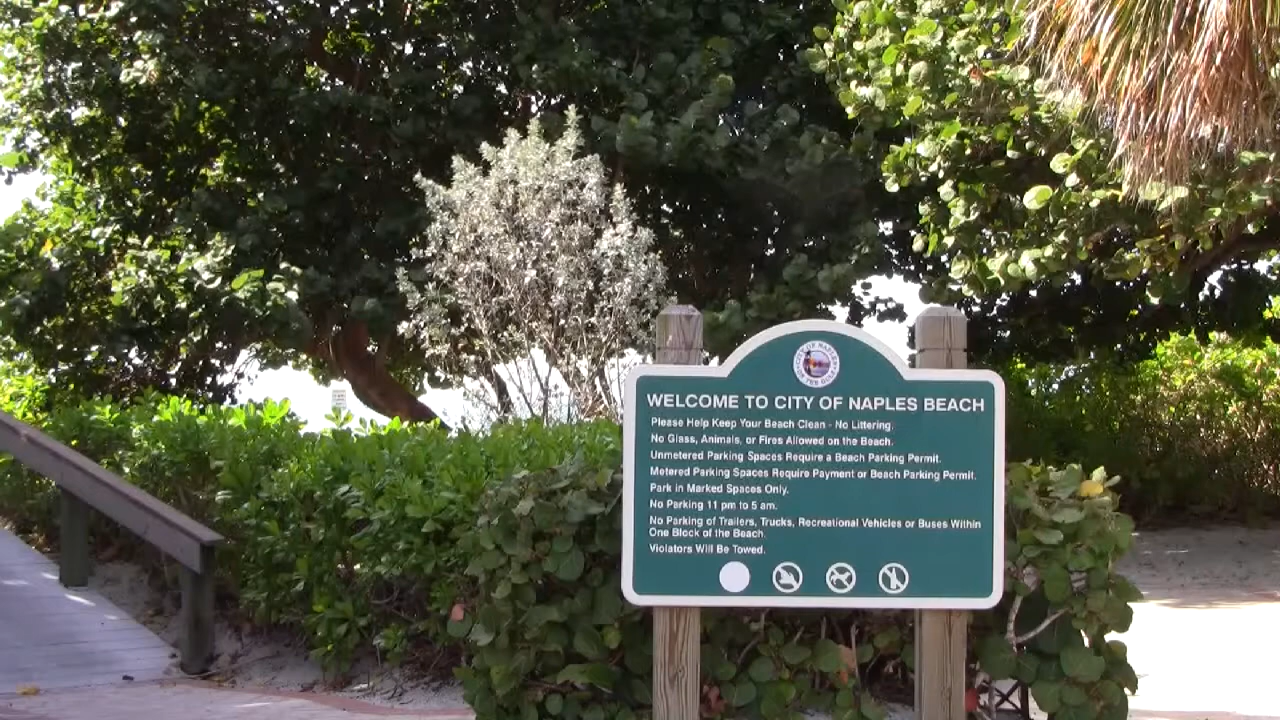 CITY OF NAPLES
WELCOME TO CITY OF NAPLES BEACH
Please Help Keep Your Beach Clean - No Littering.
No Glass, Animals, or Fires Allowed on the Beach.
Unmetered Parking Spaces Require a Beach Parking Permit.
Metered Parking Spaces Require Payment or Beach Parking Permit.
Park in Marked Spaces Only.
No Parking 11 pm to 5 am.
No Parking of Trailers, Trucks, Recreational Vehicles or Buses Within
One Block of the Beach.
Violators Will Be Towed.